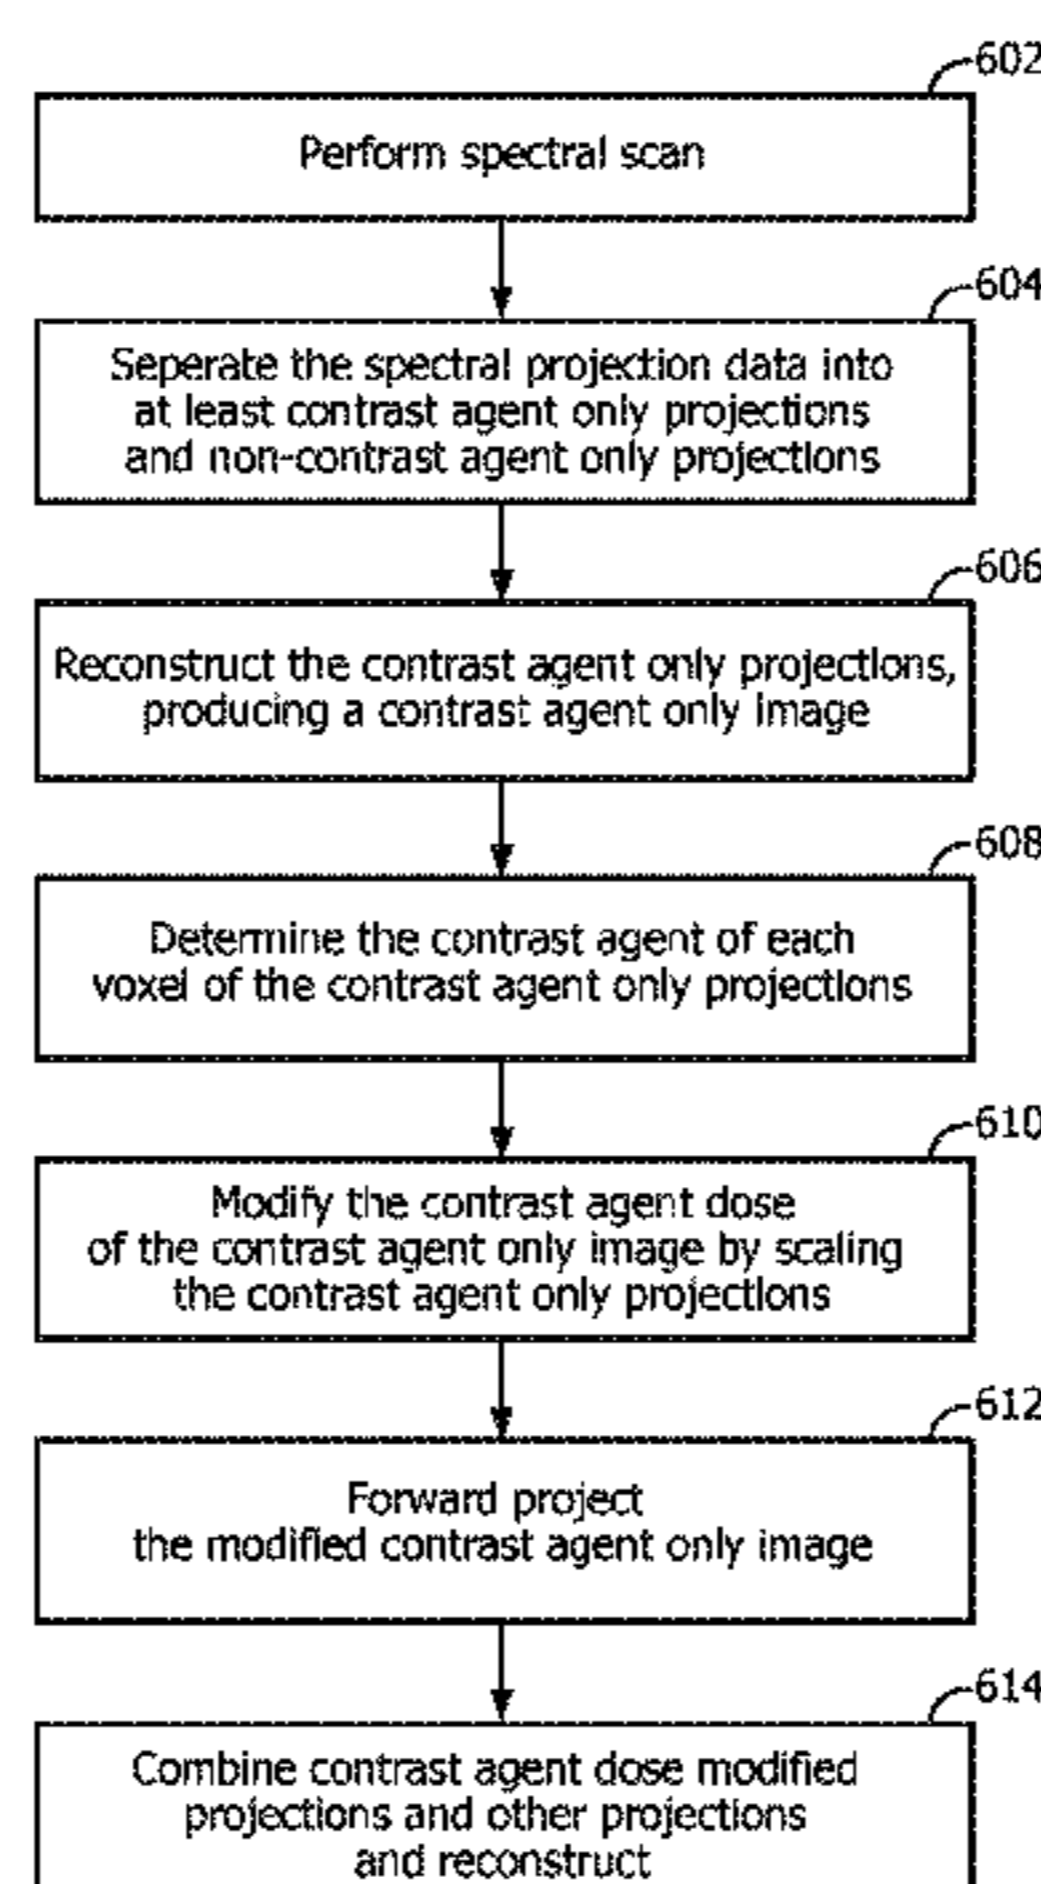 602
Perform spectral scan
604
Seperate the spectral projection data into
at least contrast agent only projections
and non-contrast agent only projections
606
Reconstruct the contrast agent only projections,
producing a contrast agent only image
608
Determine the contrast agent of each
voxel of the contrast agent only projections
610
Modify the contrast agent dose
of the contrast agent only image by scaling
the contrast agent only projections
612
Forward project
the modified contrast agent only image
614
Combine contrast agent dose modified
projections and other projections
and reconstruct